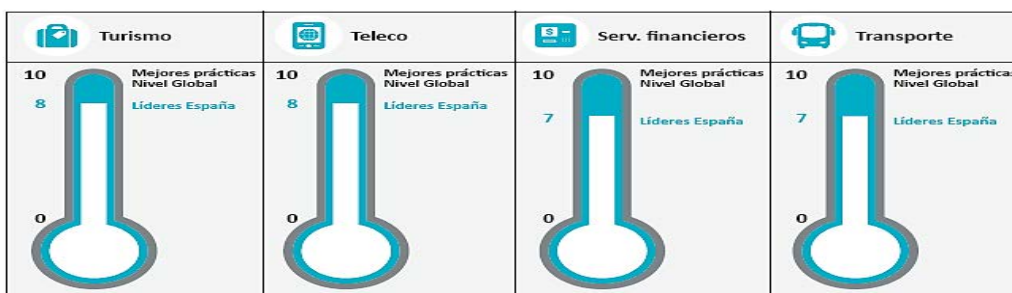 Turismo
Teleco
Serv. financieros
Transporte
10
Mejores prácticas
Nivel Global
8
Líderes España
0
10
Mejores prácticas
Nivel Global
8
Líderes España
0
10
Mejores prácticas
Nivel Global
7
Líderes España
0
10
Mejores prácticas
Nivel Global
7
Líderes España
0